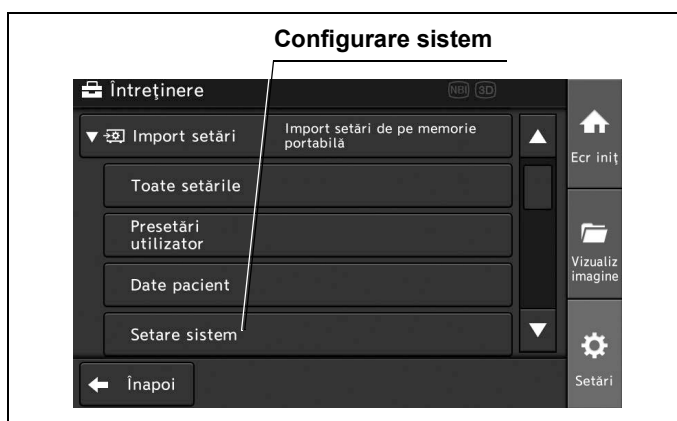 Configurare sistem
Întreţinere
NBI 3D
Import setări
Import setări de pe memorie
portabilă
Toate setările
Presetări
utilizator
Date pacient
Setare sistem
Înapoi
Ecr iniţ
Vizualiz
imagine
Setări